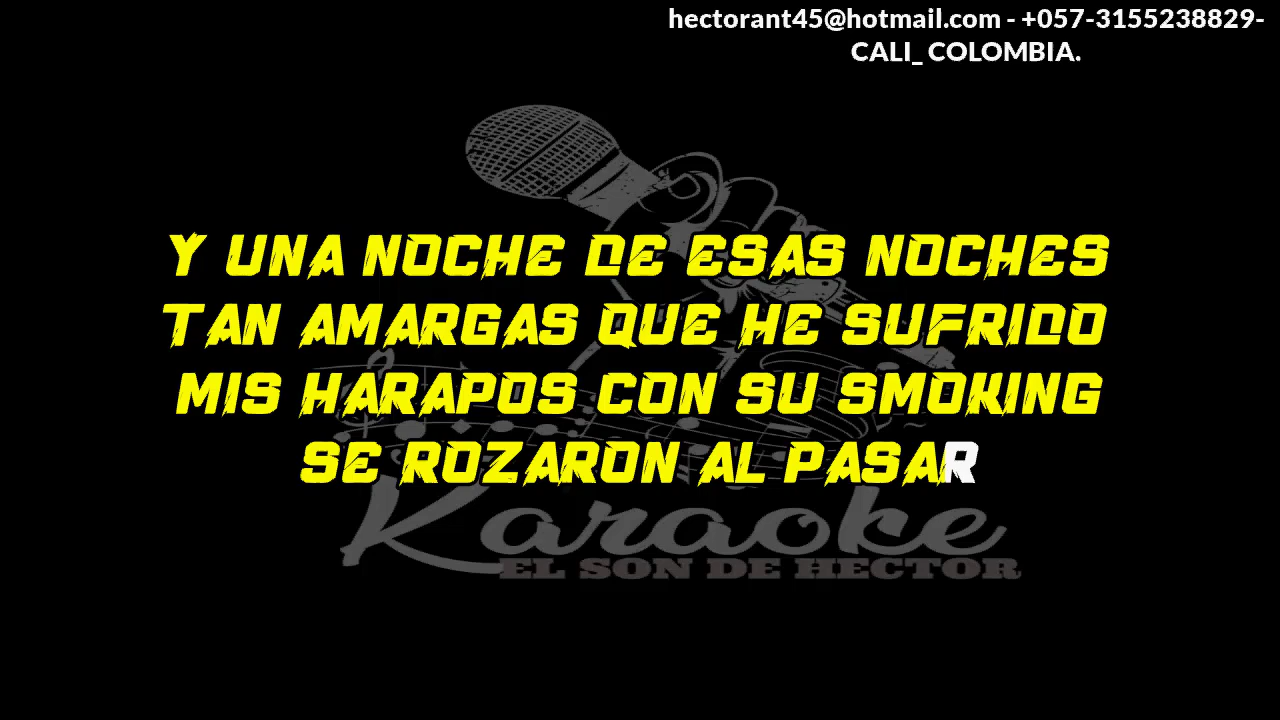 hectorant45@hotmail.com - +057-3155238829-
CALI_ COLOMBIA.
Y UNA NOCHE DE ESAS NOCHES
TAN AMARGAS QUE HE SUFRIDO
MIS HARAPOS CON SU SMOKING
SE ROZARON AL PASAR
Karaoke
EL SON DE HECTOR